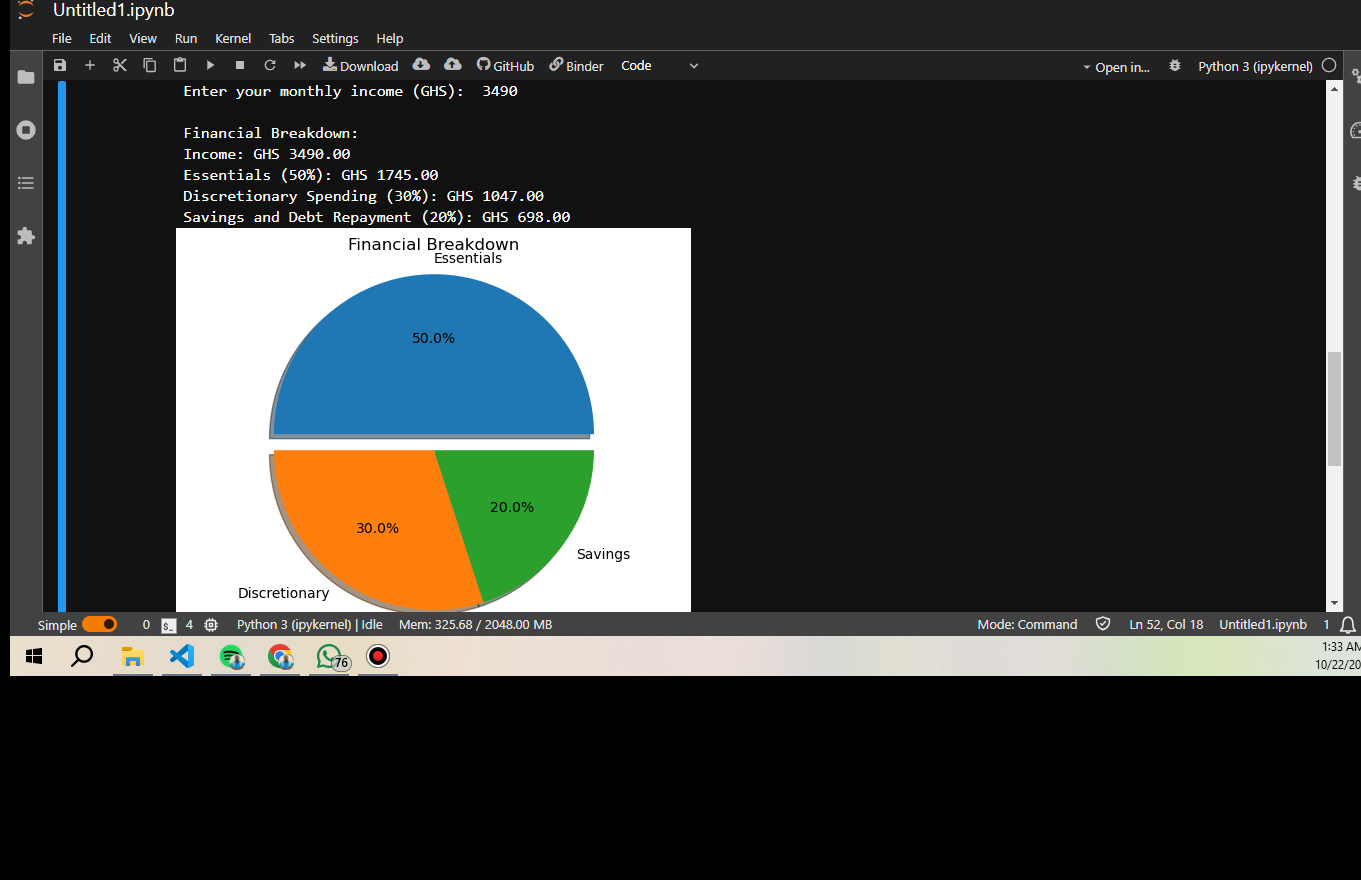 Untitled1.ipynb
File Edit View Run Kernel Tabs Settings Help
Download GitHub Binder Code Open in... Python 3 (ipykernel)
Enter your monthly income (GHS): 3490
Financial Breakdown:
Income: GHS 3490.00
Essentials (50%): GHS 1745.00
Discretionary Spending (30%): GHS 1047.00
Savings and Debt Repayment (20%): GHS 698.00
Financial Breakdown
Essentials
50.0%
20.0%
30.0%
Savings
Discretionary
Simple 0 $_ 4 Python 3 (ipykernel) | Idle Mem: 325.68 / 2048.00 MB Mode: Command Ln 52, Col 18 Untitled1.ipynb 1
76
1:33 AM
10/22/20